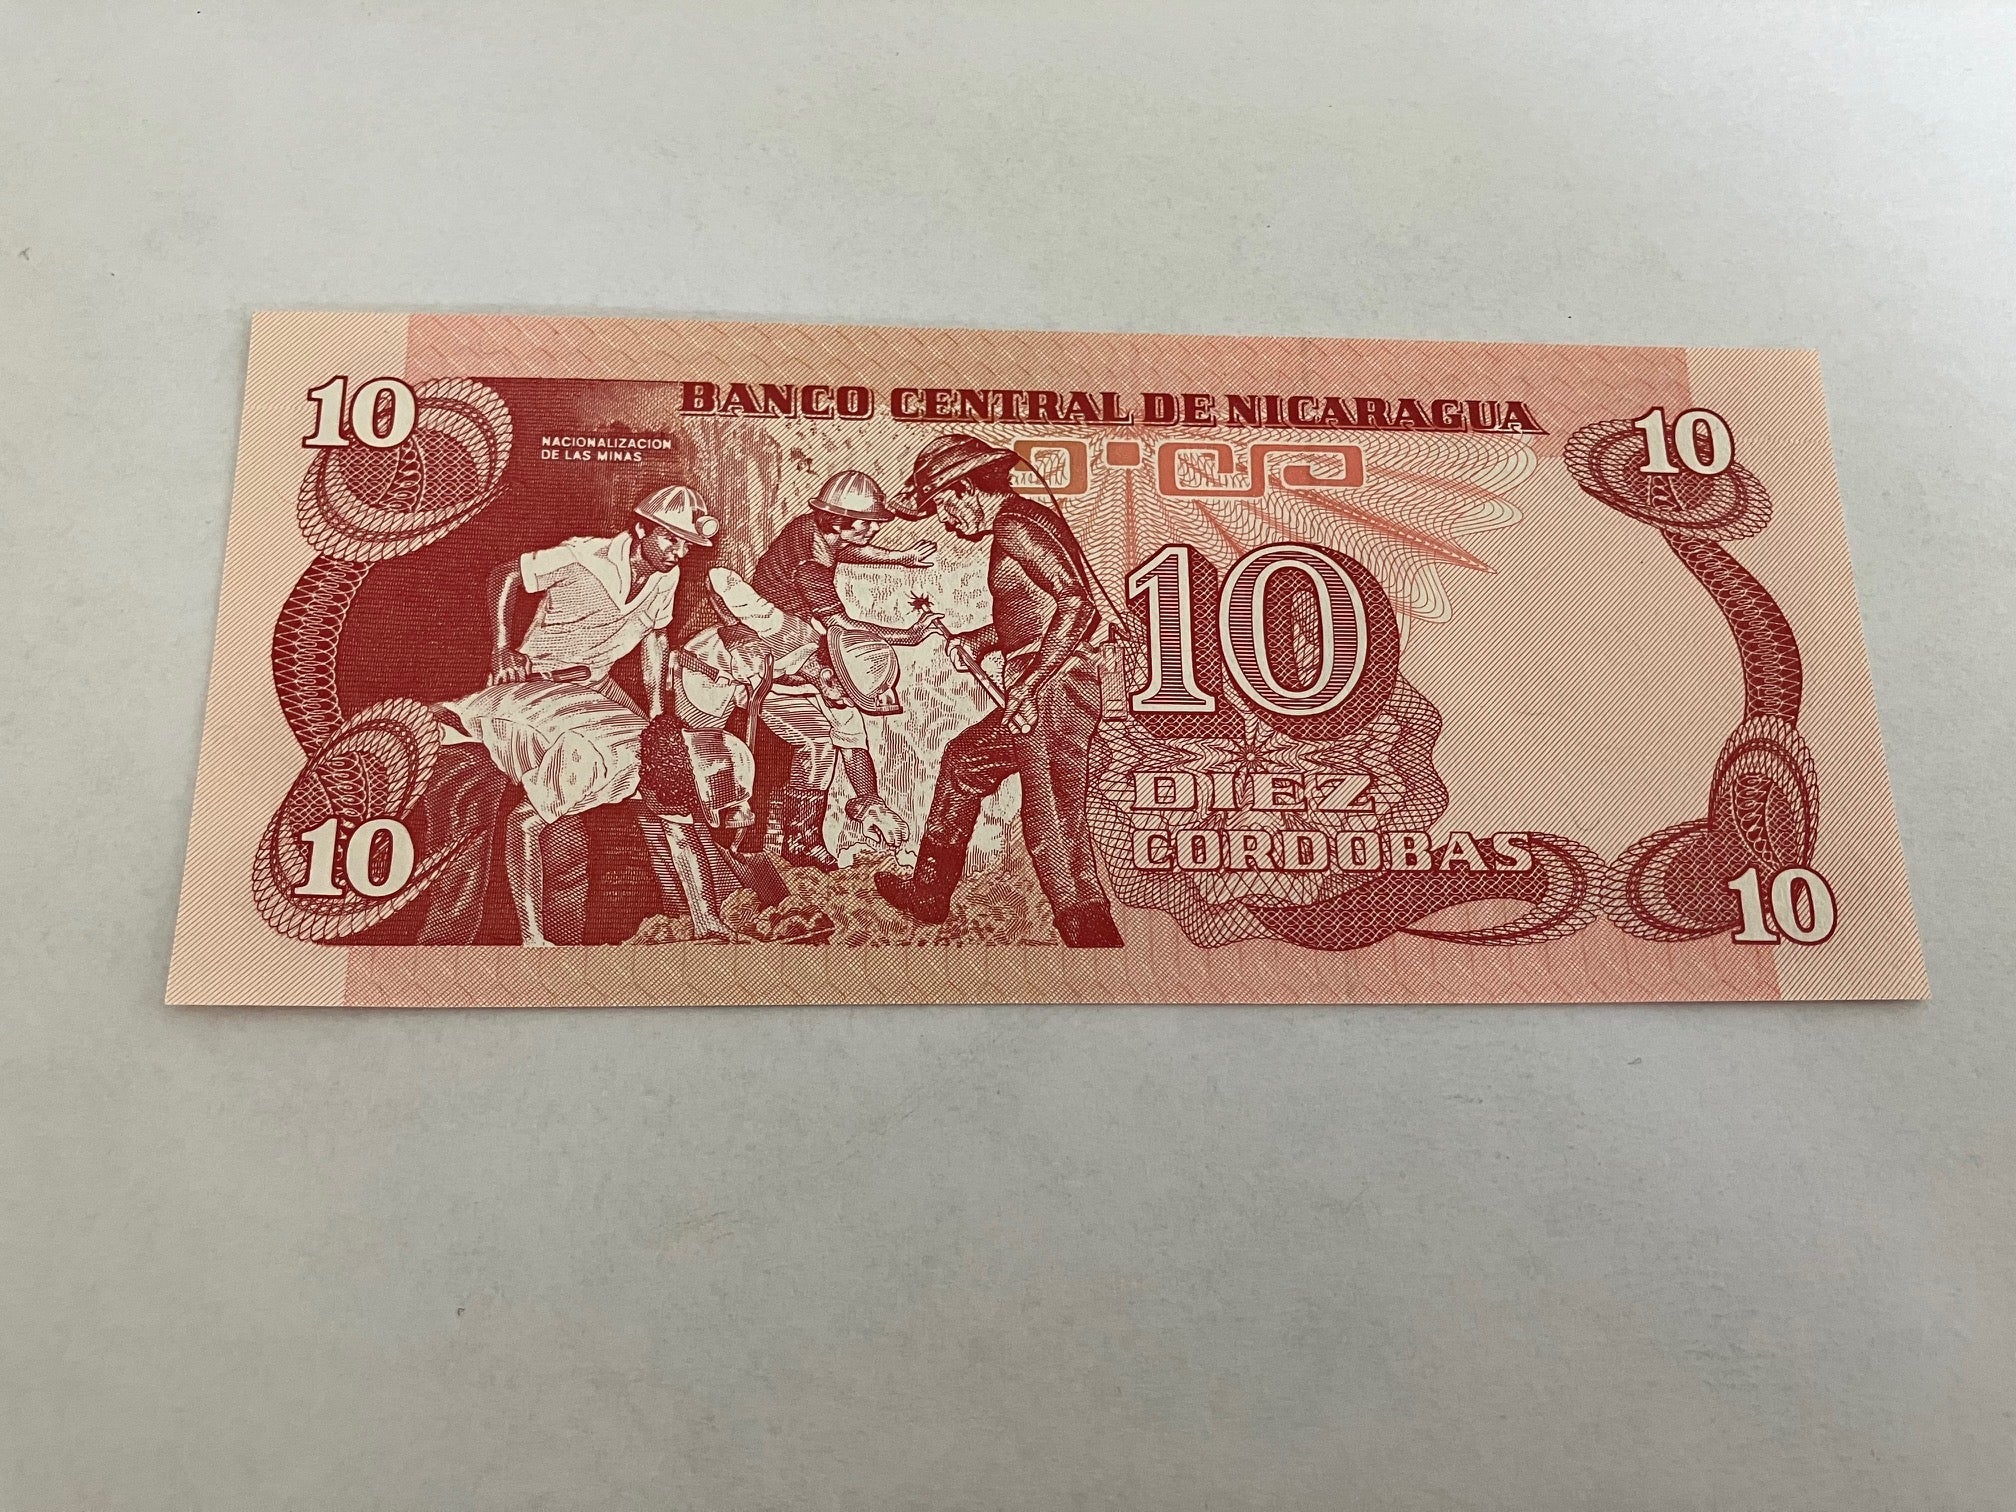 10
BANCO CENTRAL DE NICARAGUA
10
NACIONALIZACION
DE LAS MINAS
10
DIEZ
CORDOBAS
10
10